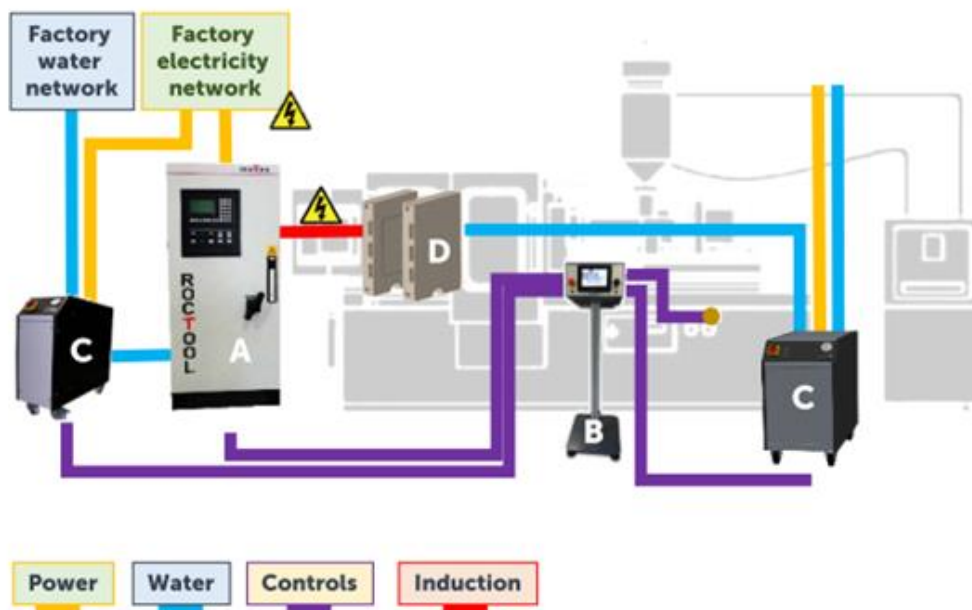 Factory
water
network
Factory
electricity
network
ROCTOOL
A
B
C
C
D
Power
Water
Controls
Induction